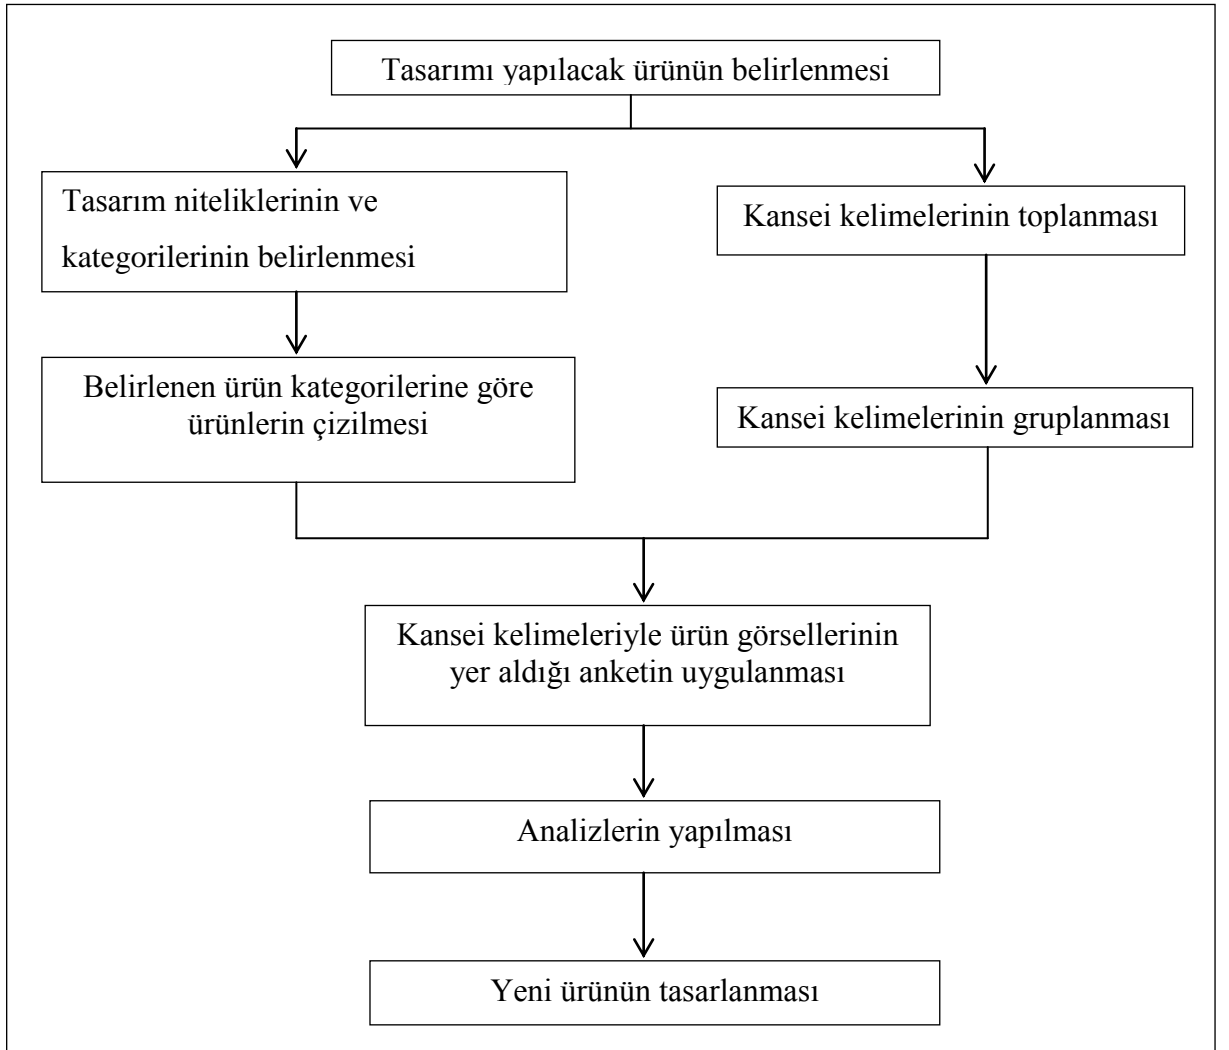 Tasarımı yapılacak ürünün belirlenmesi
Tasarım niteliklerinin ve
kategorilerinin belirlenmesi
Kansei kelimelerinin toplanması
Belirlenen ürün kategorilerine göre
ürünlerin çizilmesi
Kansei kelimelerinin gruplanması
Kansei kelimeleriyle ürün görsellerinin
yer aldığı anketin uygulanması
Analizlerin yapılması
Yeni ürünün tasarlanması